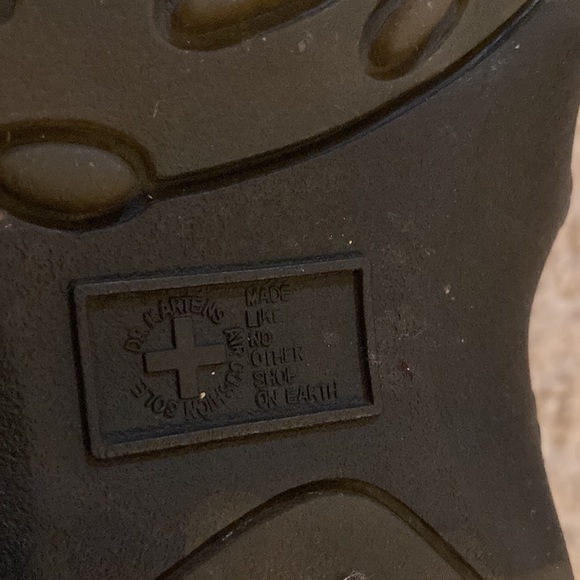 DR. MARTENS AIR CUSHION SOLE
MADE
LIKE
NO
OTHER
SHOE
ON EARTH